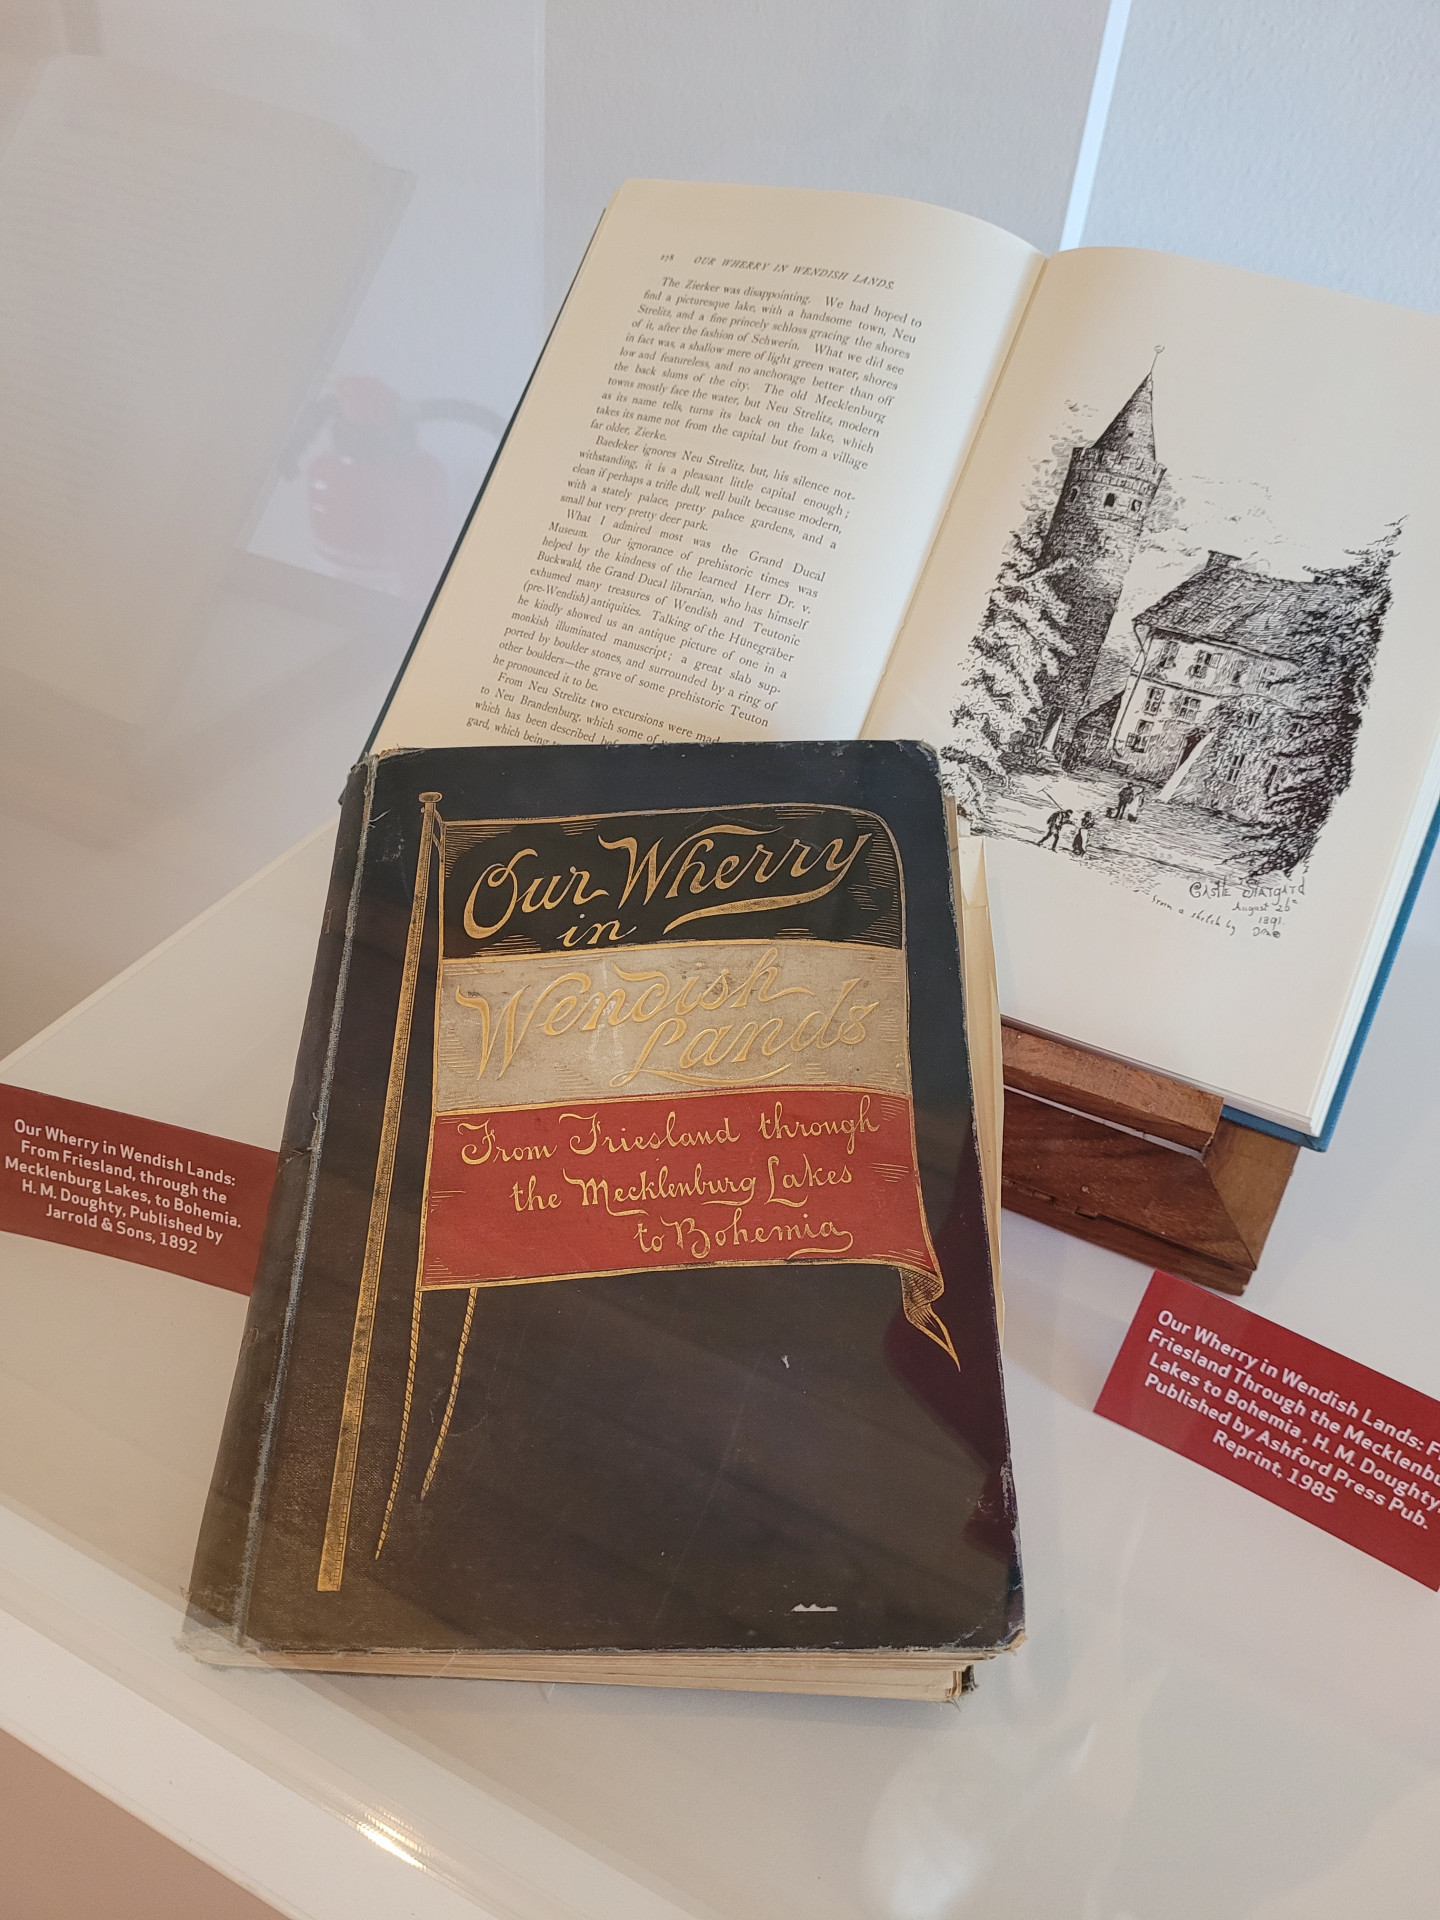 278 OUR WHERRY IN WENDISH LANDS.
The Zierker was disappointing. We had hoped to
find a picturesque lake, with a handsome town, Neu
Strelitz, and a fine princely schloss gracing the shores
of it, after the fashion of Schwerin. What we did see
in fact was, a shallow mere of light green water, shores
low and featureless, and no anchorage better than off
the back slums of the city. The old Mecklenburg
towns mostly face the water, but Neu Strelitz, modern
as its name tells, turns its back on the lake, which
takes its name not from the capital but from a village
far older, Zierke.
Baedeker ignores Neu Strelitz, but, his silence not-
withstanding, it is a pleasant little capital enough;
clean if perhaps a trifle dull, well built because modern,
with a stately palace, pretty palace gardens, and a
small but very pretty deer park.
What I admired most was the Grand Ducal
Museum. Our ignorance of prehistoric times was
helped by the kindness of the learned Herr Dr. v.
Buckwald, the Grand Ducal librarian, who has himself
exhumed many treasures of Wendish and Teutonic
(pre-Wendish) antiquities. Talking of the Hünegräber
he kindly showed us an antique picture of one in a
monkish illuminated manuscript; a great slab sup-
ported by boulder stones, and surrounded by a ring of
other boulders—the grave of some prehistoric Teuton
he pronounced it to be.
From Neu Strelitz two excursions were made
to Neu Brandenburg, which some of
which has been described
gard, which being
Castle Stargard
August 26
1891.
from a sketch by
Our Wherry
in
Wendish
Lands
From Friesland through
the Mecklenburg Lakes
to Bohemia
Our Wherry in Wendish Lands:
From Friesland, through the
Mecklenburg Lakes, to Bohemia.
H. M. Doughty, Published by
Jarrold & Sons, 1892
Our Wherry in Wendish Lands: F
Friesland Through the Mecklenbu
Lakes to Bohemia, H. M. Doughty,
Published by Ashford Press Pub.
Reprint, 1985